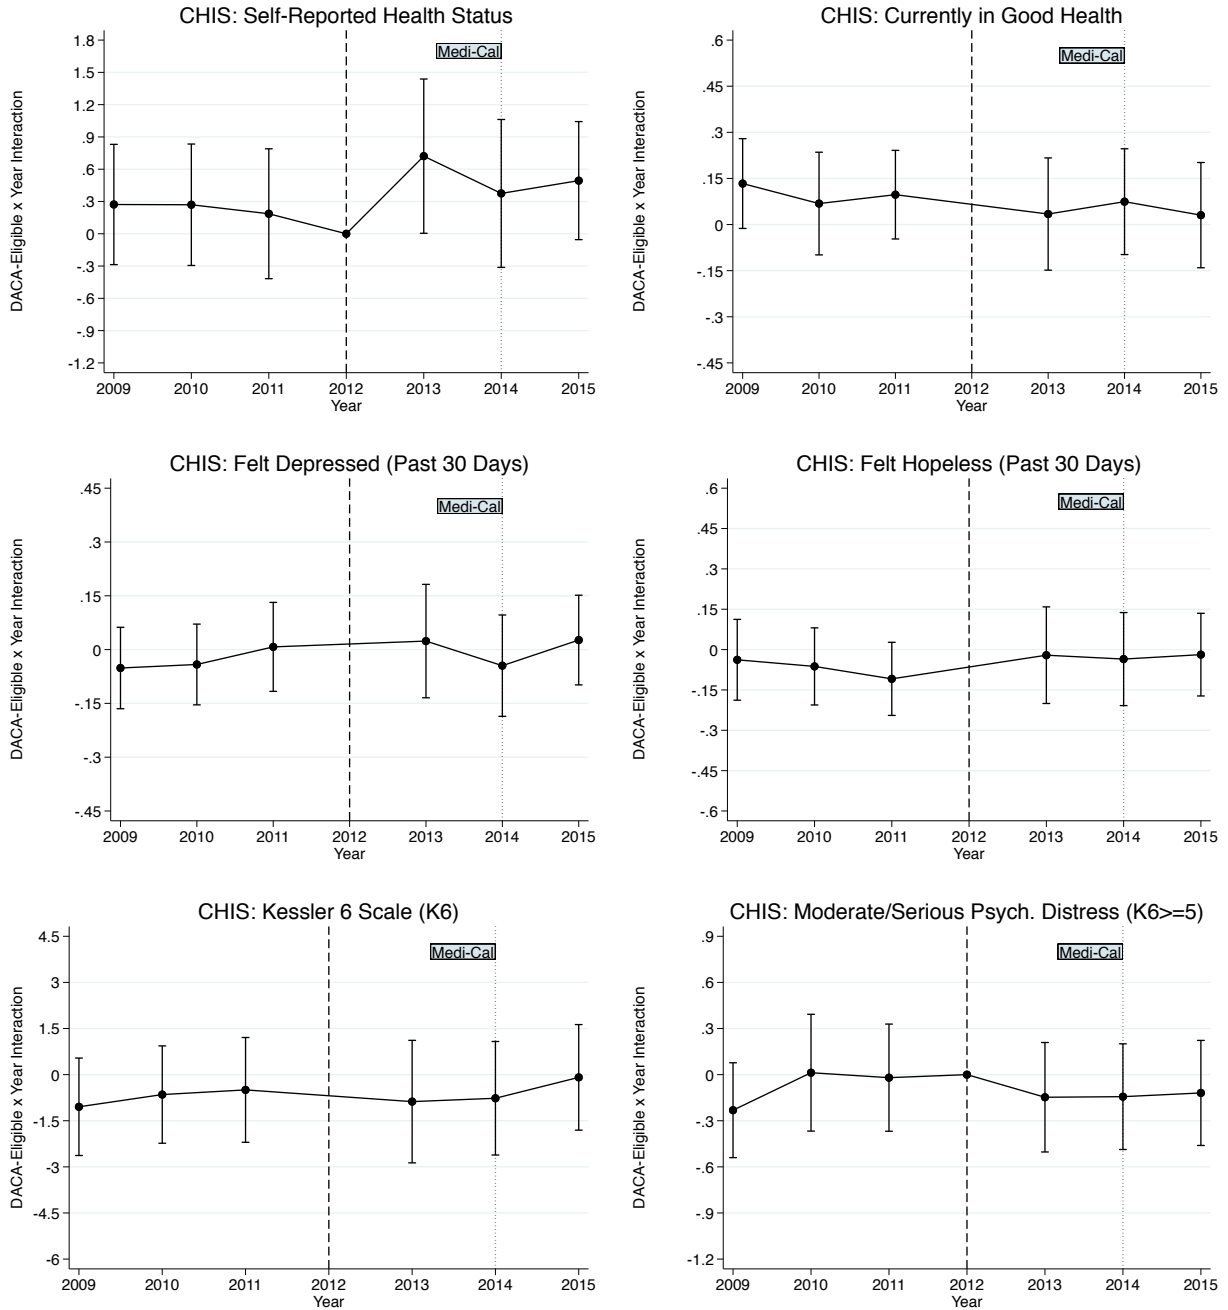 CHIS: Self-Reported Health Status
DACA-Eligible x Year Interaction
1.8
1.5
1.2
.9
.6
.3
0
-.3
-.6
-.9
-1.2
Medi-Cal
2009 2010 2011 2012 2013 2014 2015
Year
CHIS: Currently in Good Health
DACA-Eligible x Year Interaction
.6
.45
.3
.15
0
-.15
-.3
-.45
Medi-Cal
2009 2010 2011 2012 2013 2014 2015
Year
CHIS: Felt Depressed (Past 30 Days)
DACA-Eligible x Year Interaction
.45
.3
.15
0
-.15
-.3
-.45
Medi-Cal
2009 2010 2011 2012 2013 2014 2015
Year
CHIS: Felt Hopeless (Past 30 Days)
DACA-Eligible x Year Interaction
.6
.45
.3
.15
0
-.15
-.3
-.45
-.6
Medi-Cal
2009 2010 2011 2012 2013 2014 2015
Year
CHIS: Kessler 6 Scale (K6)
DACA-Eligible x Year Interaction
4.5
3
1.5
0
-1.5
-3
-4.5
-6
Medi-Cal
2009 2010 2011 2012 2013 2014 2015
Year
CHIS: Moderate/Serious Psych. Distress (K6>=5)
DACA-Eligible x Year Interaction
.9
.6
.3
0
-.3
-.6
-.9
-1.2
Medi-Cal
2009 2010 2011 2012 2013 2014 2015
Year